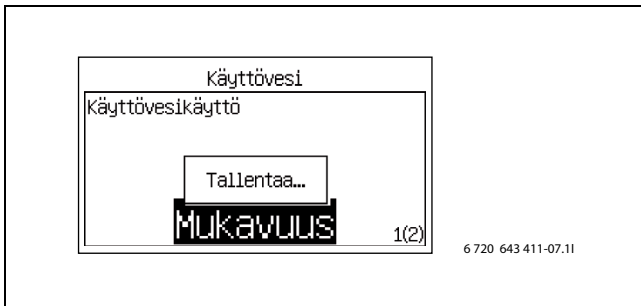 Käyttövesi
Käyttövesikäyttö
Tallentaa...
Mukavuus
1(2)
6 720 643 411-07.1I